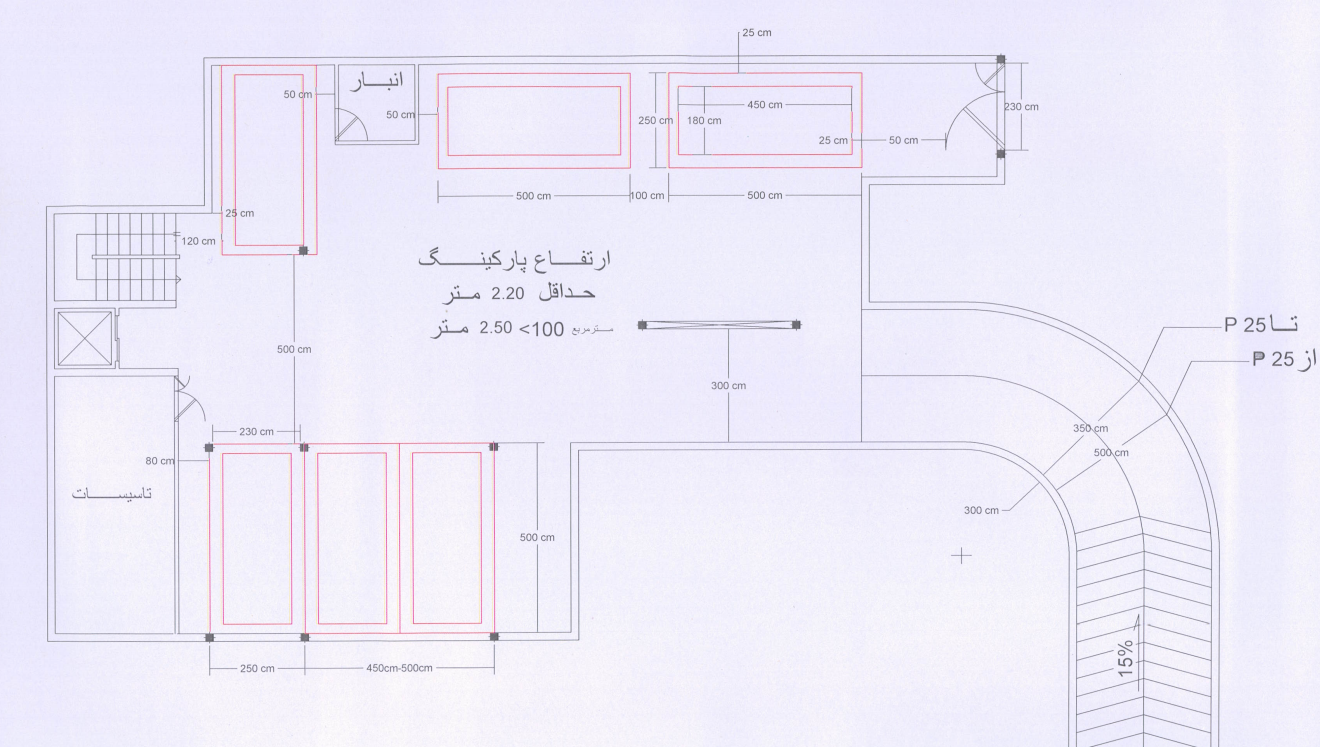 25 cm
انبار
50 cm
50 cm
250 cm
180 cm
450 cm
25 cm
50 cm
230 cm
500 cm
100 cm
500 cm
25 cm
120 cm
ارتفاع پارکینگ
حداقل 2.20 متر
مترمربع 100> 2.50 متر
تا 25 P
از 25 P
500 cm
300 cm
350 cm
500 cm
300 cm
230 cm
80 cm
تاسیسات
500 cm
15%
250 cm
450cm-500cm